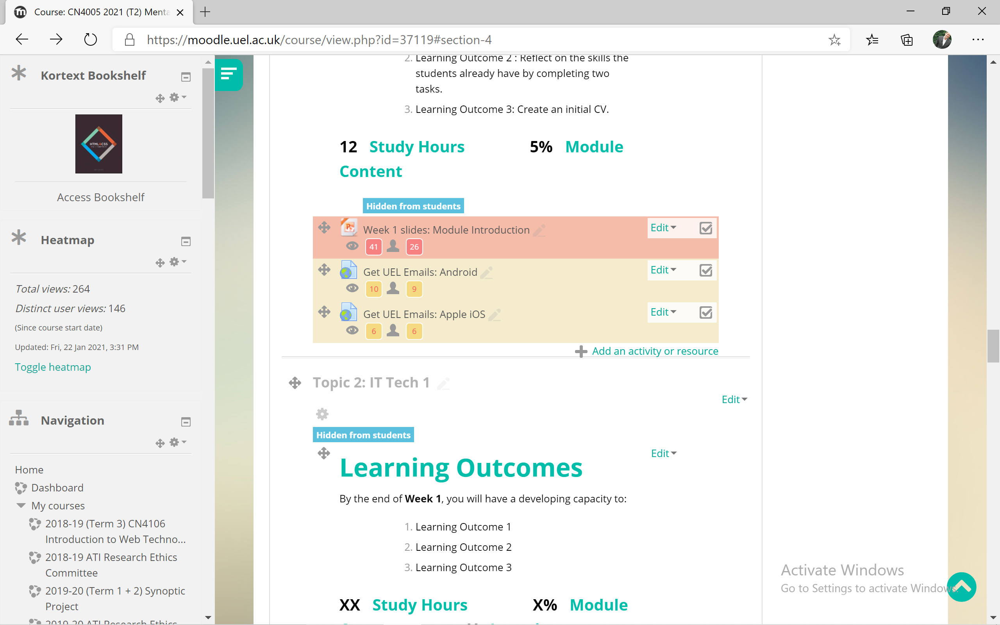 Course: CN4005 2021 (T2) Menta
https://moodle.uel.ac.uk/course/view.php?id=37119#section-4
Kortext Bookshelf
HTML&CSS
Access Bookshelf
Heatmap
Total views: 264
Distinct user views: 146
(Since course start date)
Updated: Fri, 22 Jan 2021, 3:31 PM
Toggle heatmap
Navigation
Home
Dashboard
My courses
2018-19 (Term 3) CN4106
Introduction to Web Techno...
2018-19 ATI Research Ethics
Committee
2019-20 (Term 1 + 2) Synoptic
Project
2019-20 ATI Research Ethics
2. Learning Outcome 2 : Reflect on the skills the
students already have by completing two
tasks.
3. Learning Outcome 3: Create an initial CV.
12 Study Hours 5% Module
Content
Hidden from students
Week 1 slides: Module Introduction Edit
41 26
Get UEL Emails: Android Edit
10 9
Get UEL Emails: Apple iOS Edit
6 6
Add an activity or resource
Topic 2: IT Tech 1
Edit
Hidden from students
Edit
Learning Outcomes
By the end of Week 1, you will have a developing capacity to:
1. Learning Outcome 1
2. Learning Outcome 2
3. Learning Outcome 3
XX Study Hours X% Module
Activate Windows
Go to Settings to activate Windows.